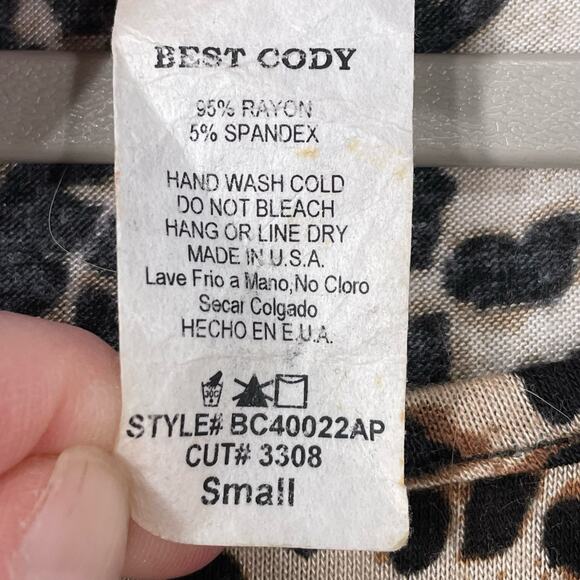 BEST CODY
95% RAYON
5% SPANDEX
HAND WASH COLD
DO NOT BLEACH
HANG OR LINE DRY
MADE IN U.S.A.
Lave Frio a Mano,No Cloro
Secar Colgado
HECHO EN E.U.A.
STYLE# BC40022AP
CUT# 3308
Small